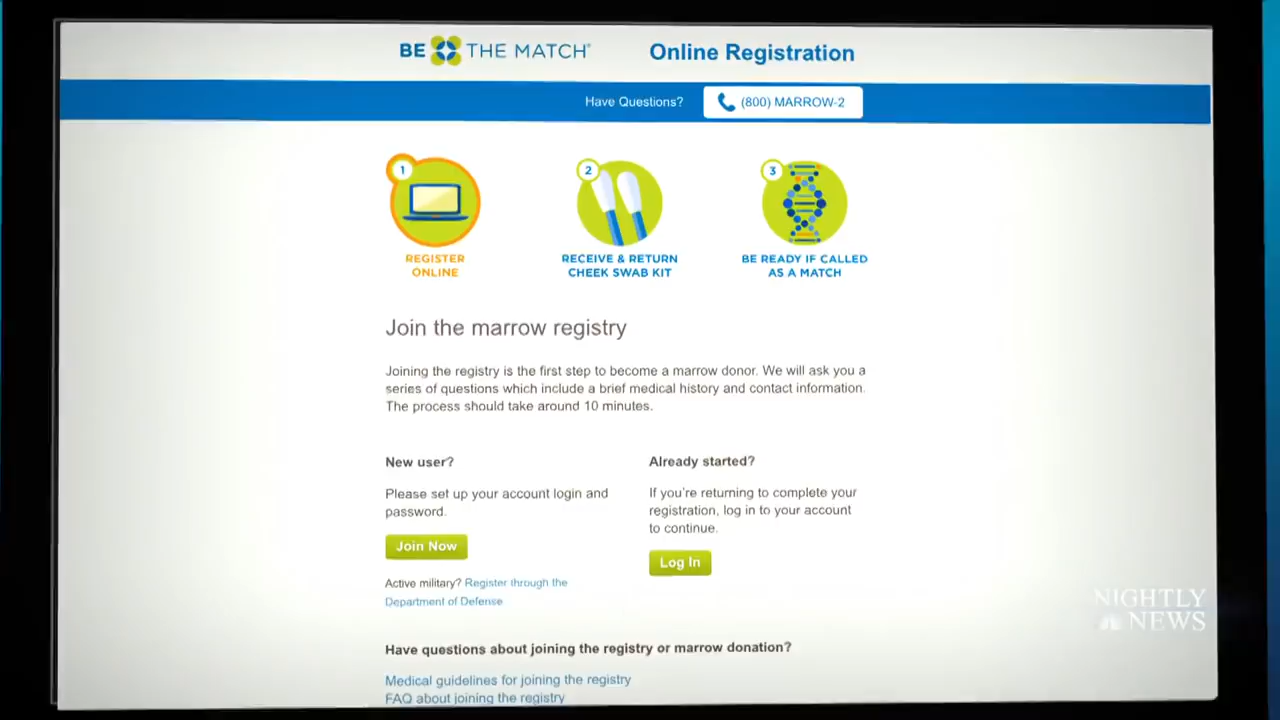 BE THE MATCH®
Online Registration
Have Questions?
(800) MARROW-2
1
2
3
REGISTER
ONLINE
RECEIVE & RETURN
CHEEK SWAB KIT
BE READY IF CALLED
AS A MATCH
Join the marrow registry
Joining the registry is the first step to become a marrow donor. We will ask you a
series of questions which include a brief medical history and contact information.
The process should take around 10 minutes.
New user?
Please set up your account login and
password.
Join Now
Active military? Register through the
Department of Defense
Already started?
If you're returning to complete your
registration, log in to your account
to continue.
Log In
Have questions about joining the registry or marrow donation?
Medical guidelines for joining the registry
FAQ about joining the registry
NIGHTLY
NEWS